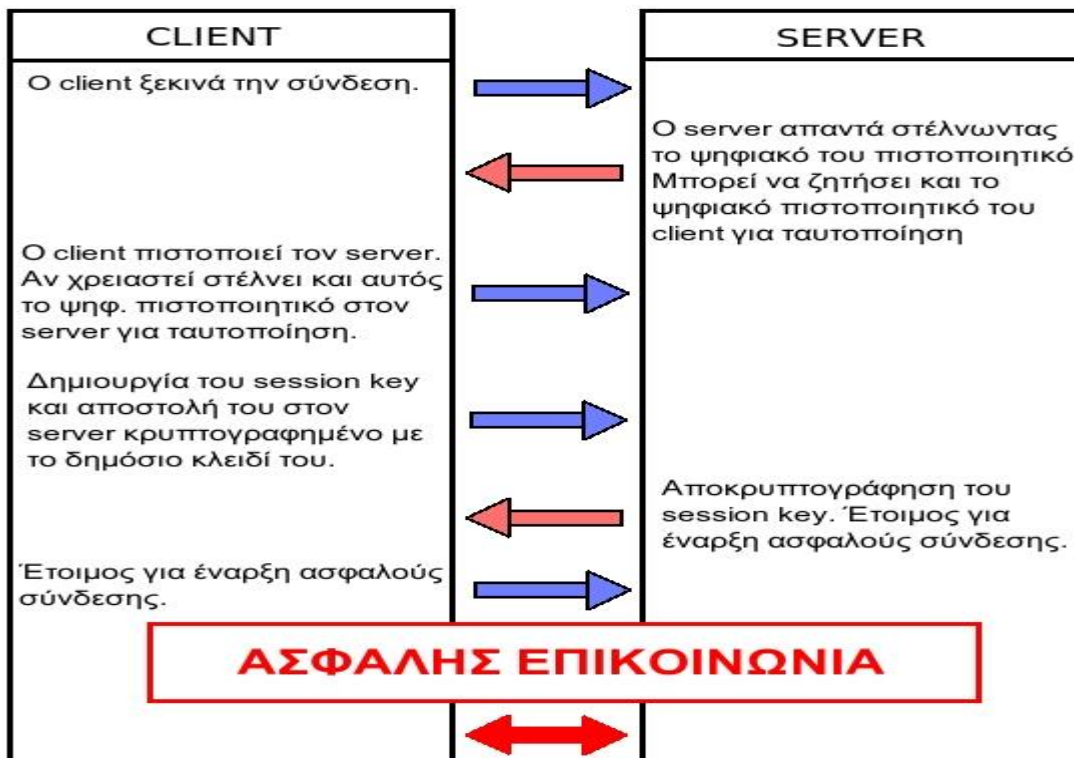 CLIENT
SERVER
Ο client ξεκινά την σύνδεση.
Ο server απαντά στέλνωντας
το ψηφιακό του πιστοποιητικό
Μπορεί να ζητήσει και το
ψηφιακό πιστοποιητικό του
client για ταυτοποίηση
Ο client πιστοποιεί τον server.
Αν χρειαστεί στέλνει και αυτός
το ψηφ. πιστοποιητικό στον
server για ταυτοποίηση.
Δημιουργία του session key
και αποστολή του στον
server κρυπτογραφημένο με
το δημόσιο κλειδί του.
Αποκρυπτογράφηση του
session key. Έτοιμος για
έναρξη ασφαλούς σύνδεσης.
Έτοιμος για έναρξη ασφαλούς
σύνδεσης.
ΑΣΦΑΛΗΣ ΕΠΙΚΟΙΝΩΝΙΑ